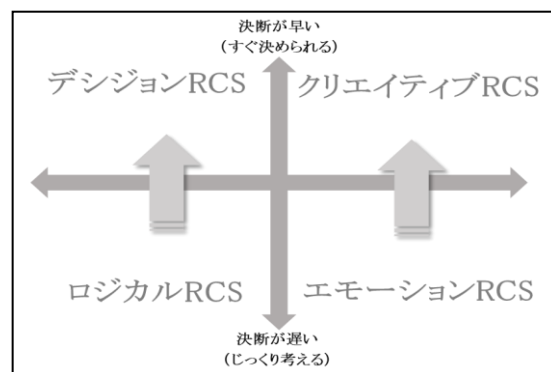 決断が早い
(すぐ決められる)
デシジョンRCS
クリエイティブRCS
ロジカルRCS
エモーションRCS
決断が遅い
(じっくり考える)